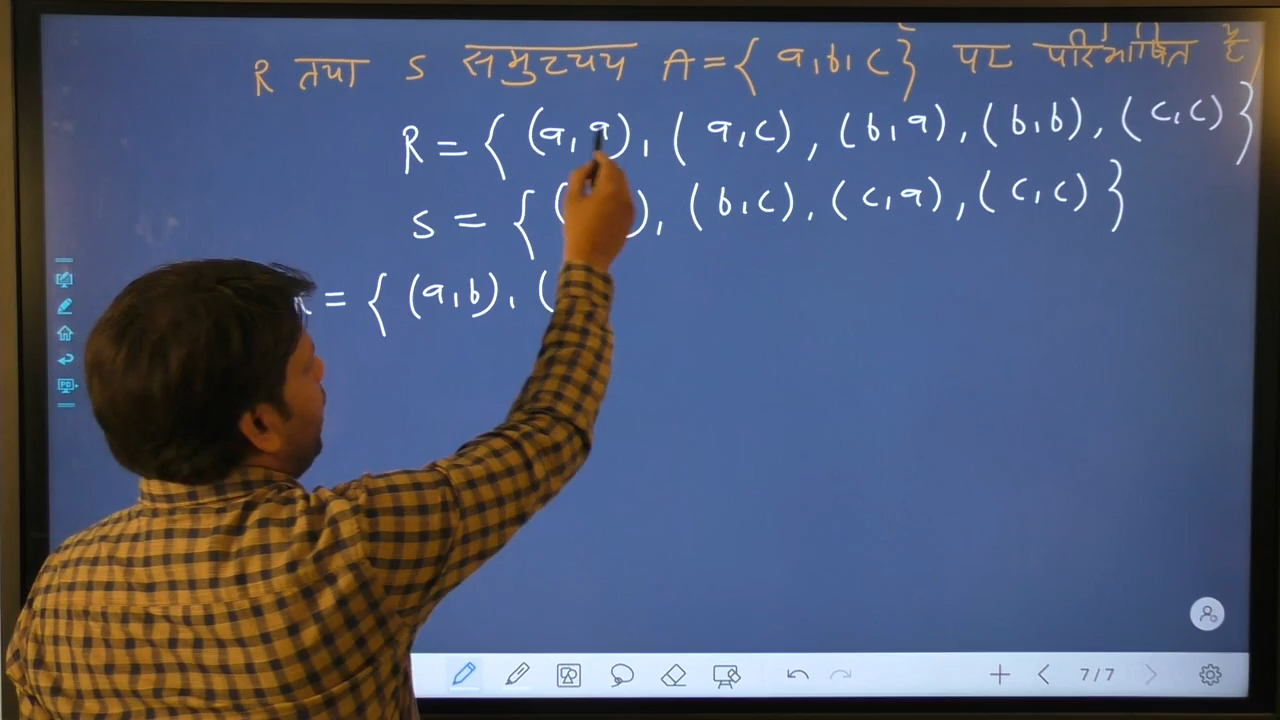 R तथा S समुच्चय A = { a, b, c } पर परिभाषित है
R = { (a, a), ( a, c), (b, a), (b, b), ( c, c) }
S = { ( ), (b, c), (c, a), (c, c) }
= { (a, b), (
7/7